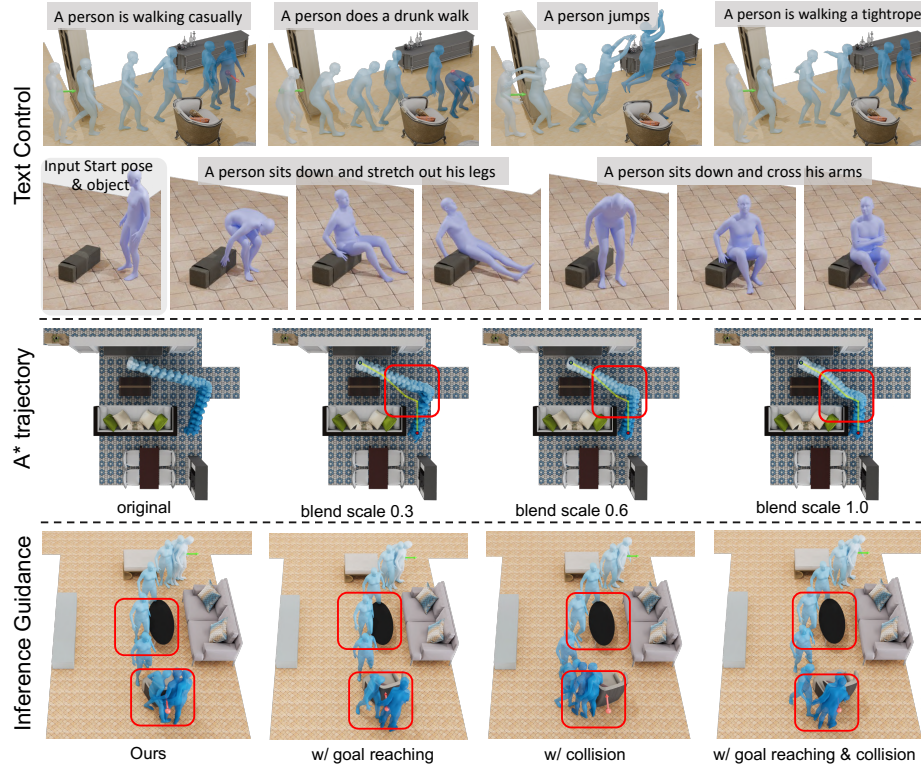 Text Control
A person is walking casually
A person does a drunk walk
A person jumps
A person is walking a tightrope
Input Start pose
& object
A person sits down and stretch out his legs
A person sits down and cross his arms
A* trajectory
original
blend scale 0.3
blend scale 0.6
blend scale 1.0
Inference Guidance
Ours
w/ goal reaching
w/ collision
w/ goal reaching & collision